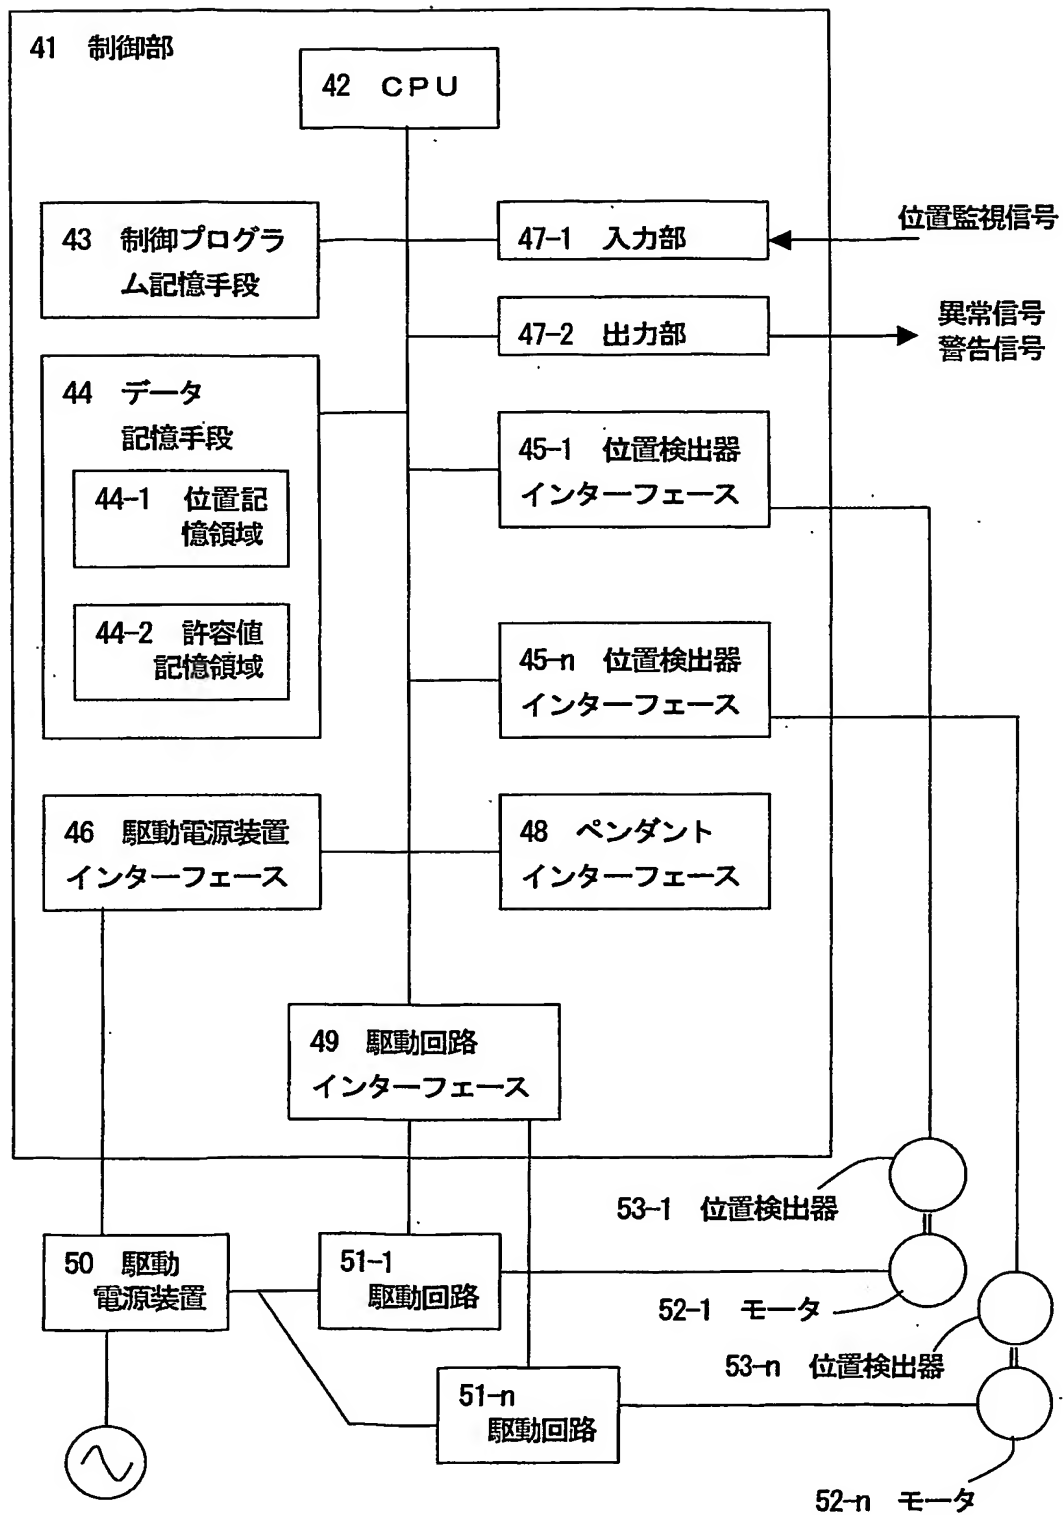 41 制御部
42 CPU
43 制御プログラ
ム記憶手段
47-1 入力部
位置監視信号
47-2 出力部
異常信号
警告信号
44 データ
記憶手段
44-1 位置記
憶領域
44-2 許容値
記憶領域
45-1 位置検出器
インターフェース
45-n 位置検出器
インターフェース
46 駆動電源装置
インターフェース
48 ペンダント
インターフェース
49 駆動回路
インターフェース
53-1 位置検出器
50 駆動
電源装置
51-1
駆動回路
52-1 モータ
53-n 位置検出器
51-n
駆動回路
52-n モータ